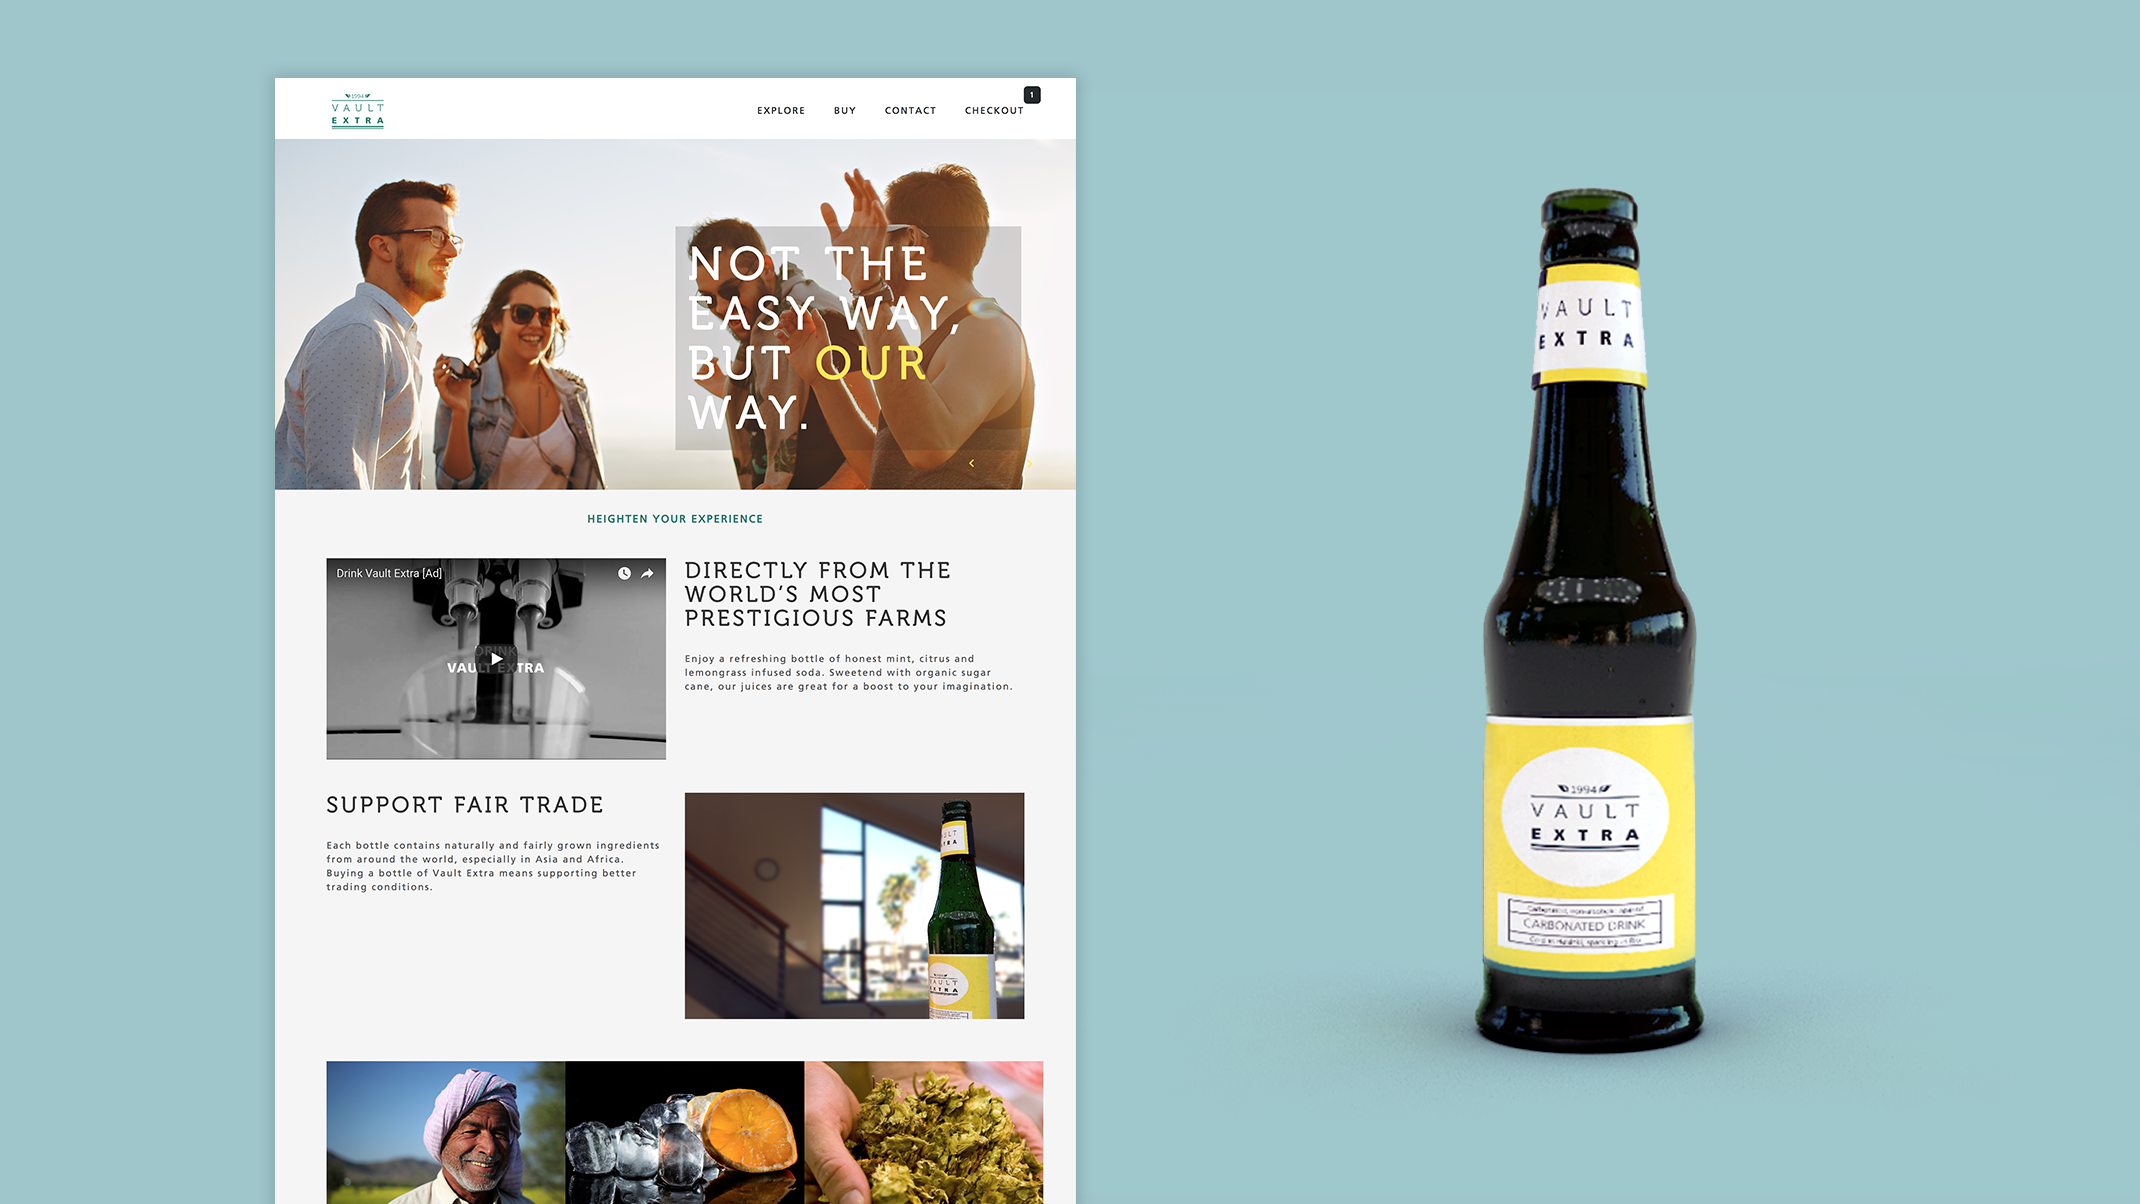 1994
VAULT
EXTRA
EXPLORE BUY CONTACT CHECKOUT 1
NOT THE
EASY WAY,
BUT OUR
WAY.
HEIGHTEN YOUR EXPERIENCE
Drink Vault Extra [Ad]
DRINK
VAULT EXTRA
DIRECTLY FROM THE
WORLD'S MOST
PRESTIGIOUS FARMS
Enjoy a refreshing bottle of honest mint, citrus and
lemongrass infused soda. Sweetend with organic sugar
cane, our juices are great for a boost to your imagination.
SUPPORT FAIR TRADE
Each bottle contains naturally and fairly grown ingredients
from around the world, especially in Asia and Africa.
Buying a bottle of Vault Extra means supporting better
trading conditions.
VAULT
EXTRA
VAULT
EXTRA
1994
VAULT
EXTRA
CARBONATED DRINK